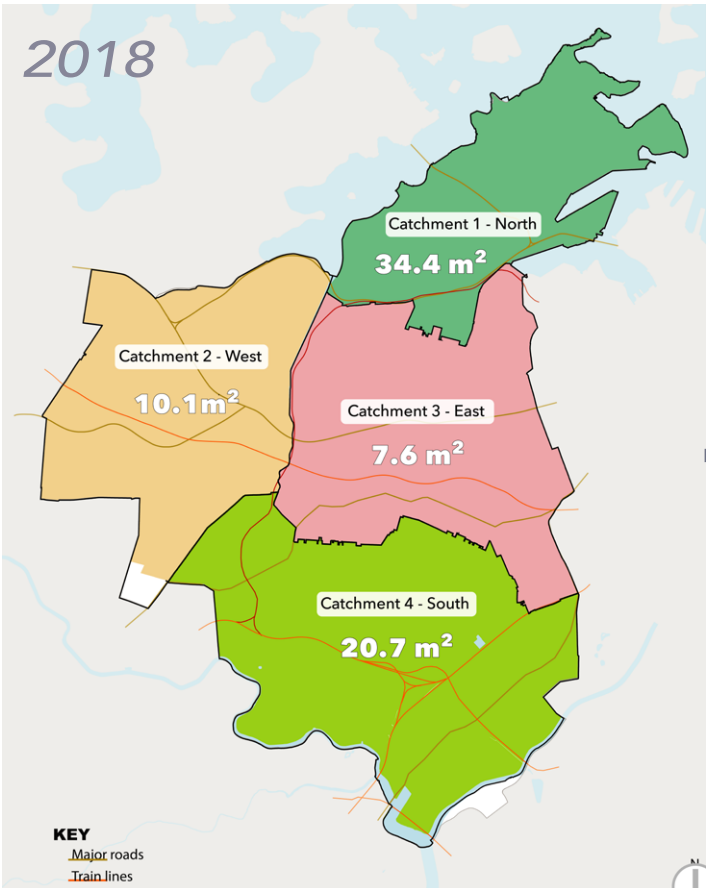 2018
Catchment 1 - North
34.4 m²
Catchment 2 - West
10.1m²
Catchment 3 - East
7.6 m²
Catchment 4 - South
20.7 m²
KEY
Major roads
Train lines
N